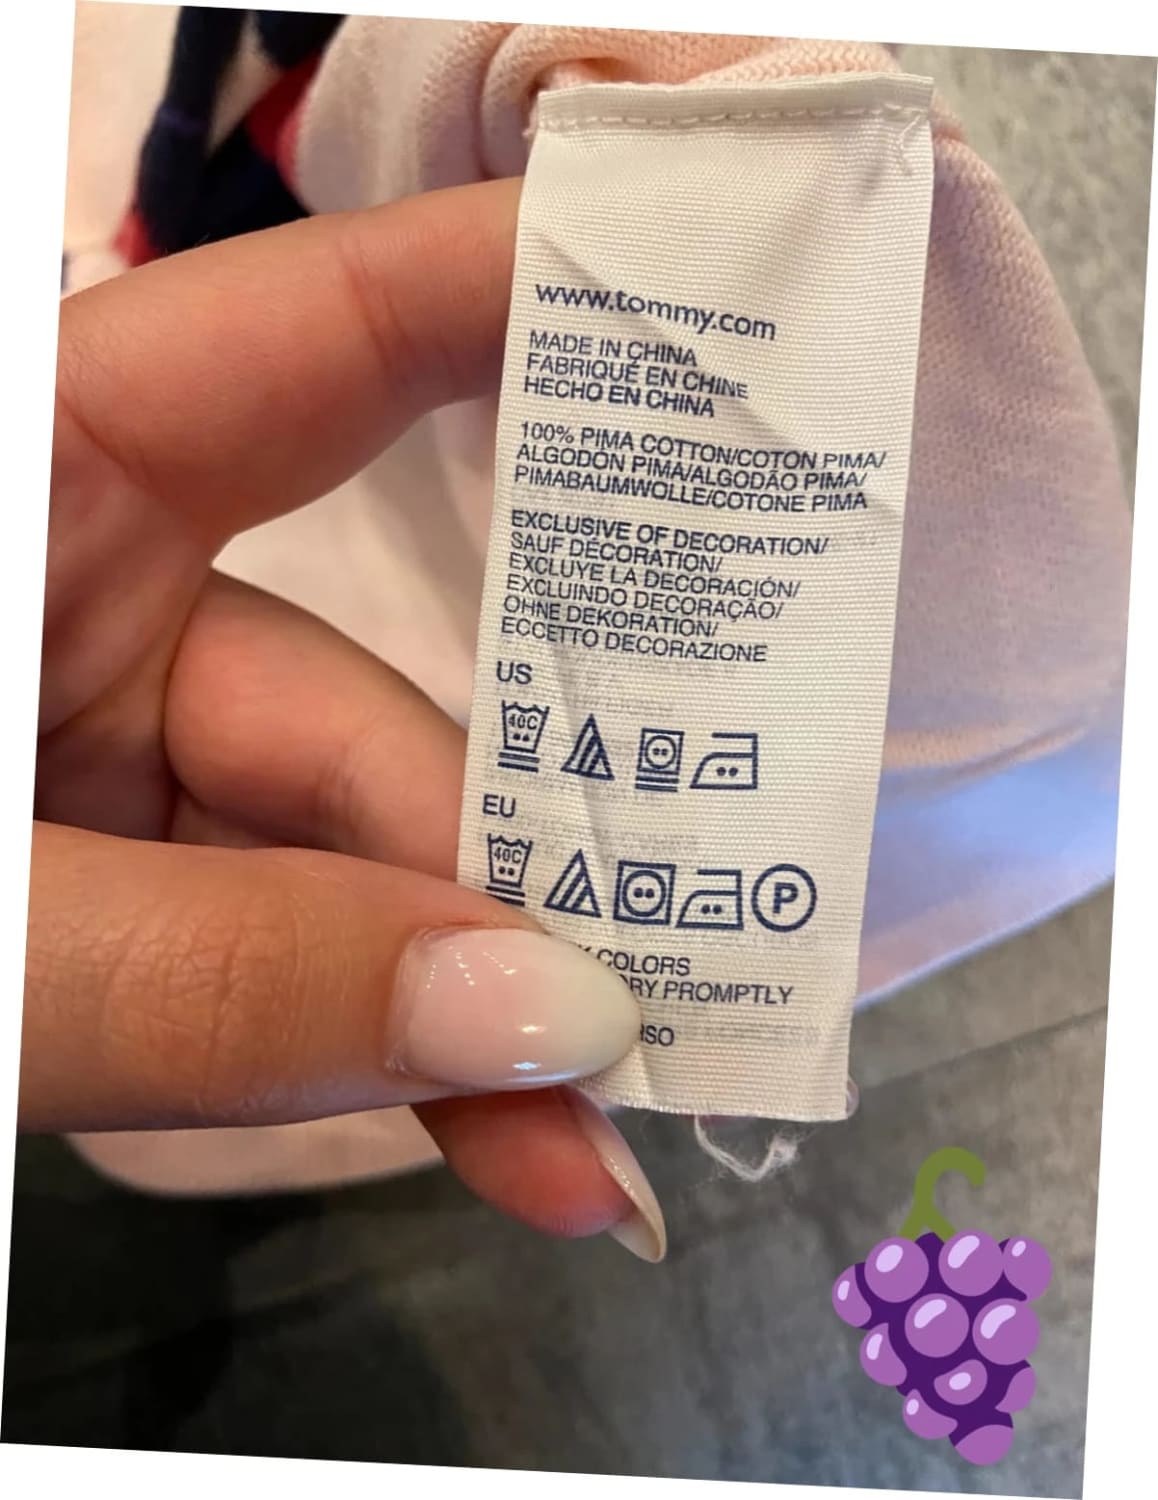 www.tommy.com
MADE IN CHINA
FABRIQUÉ EN CHINE
HECHO EN CHINA
100% PIMA COTTON/COTON PIMA/
ALGODÓN PIMA/ALGODÃO PIMA/
PIMABAUMWOLLE/COTONE PIMA
EXCLUSIVE OF DECORATION/
SAUF DÉCORATION/
EXCLUYE LA DECORACIÓN/
EXCLUINDO DECORAÇÃO/
OHNE DEKORATION/
ECCETTO DECORAZIONE
US
40C
EU
40C
P
COLORS
DRY PROMPTLY